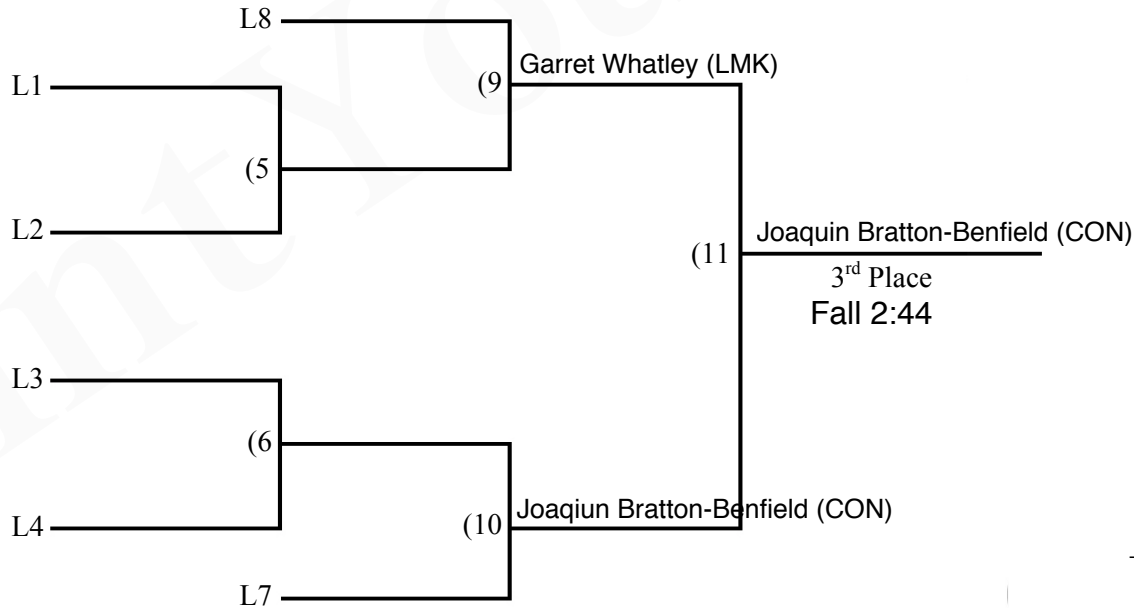 L8
Garret Whatley (LMK)
(9
L1
(5
L2
Joaquin Bratton-Benfield (CON)
(11
3rd Place
Fall 2:44
L3
(6
L4
Joaqiun Bratton-Benfield (CON)
(10
L7